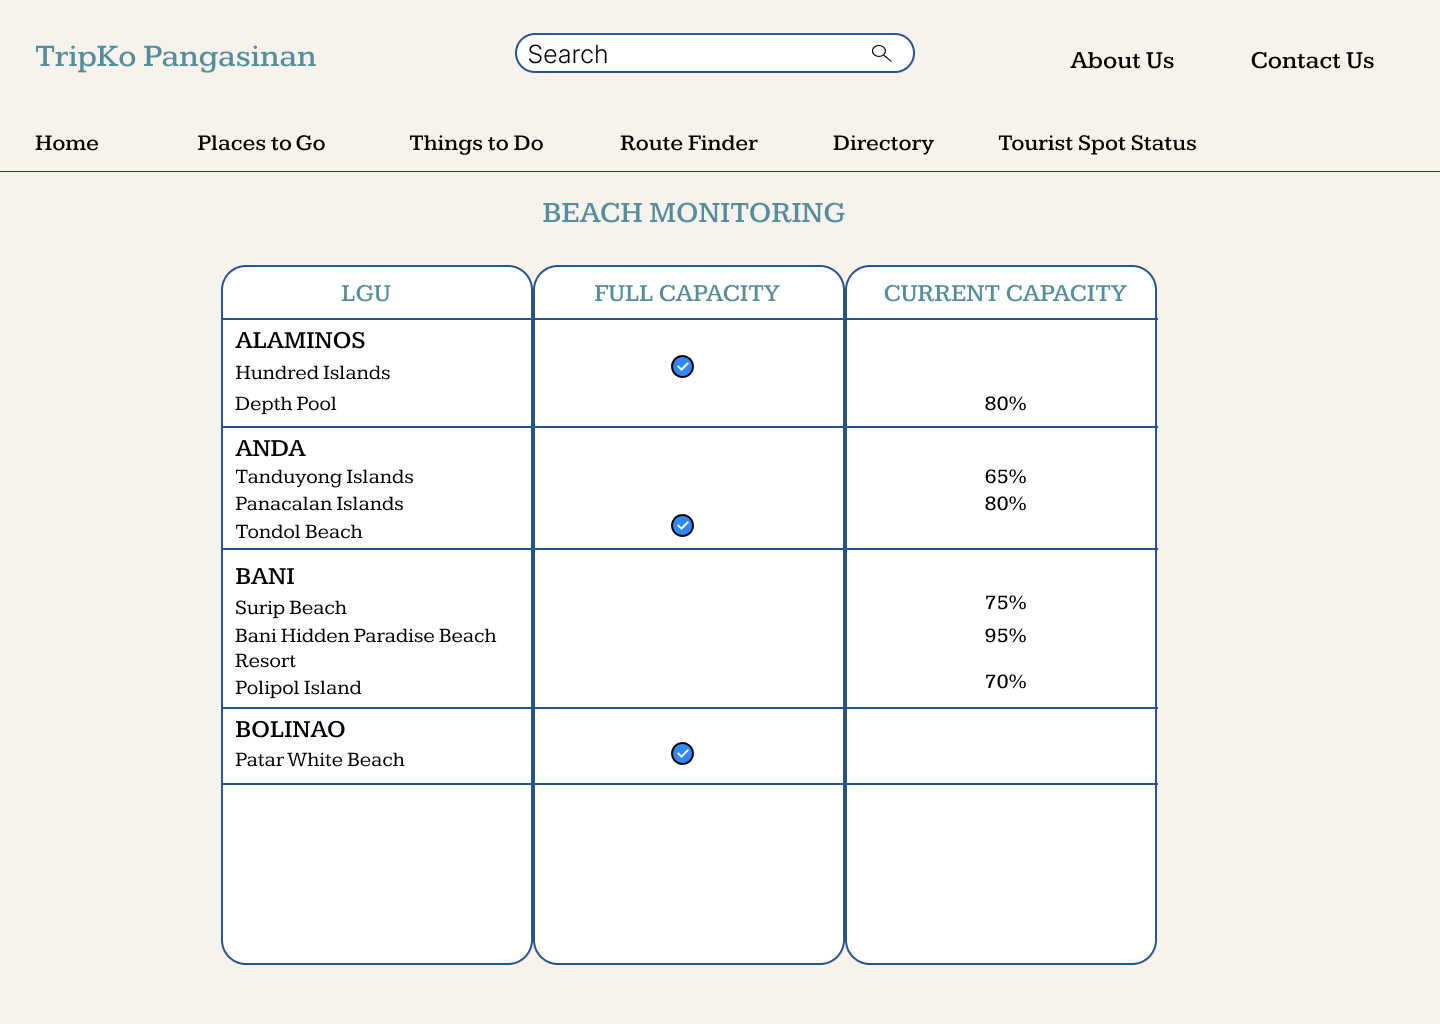 TripKo Pangasinan
Search
About Us
Contact Us
Home
Places to Go
Things to Do
Route Finder
Directory
Tourist Spot Status
BEACH MONITORING
LGU
FULL CAPACITY
CURRENT CAPACITY
ALAMINOS
Hundred Islands
Depth Pool
80%
ANDA
Tanduyong Islands
65%
Panacalan Islands
80%
Tondol Beach
BANI
Surip Beach
75%
Bani Hidden Paradise Beach
95%
Resort
Polipol Island
70%
BOLINAO
Patar White Beach